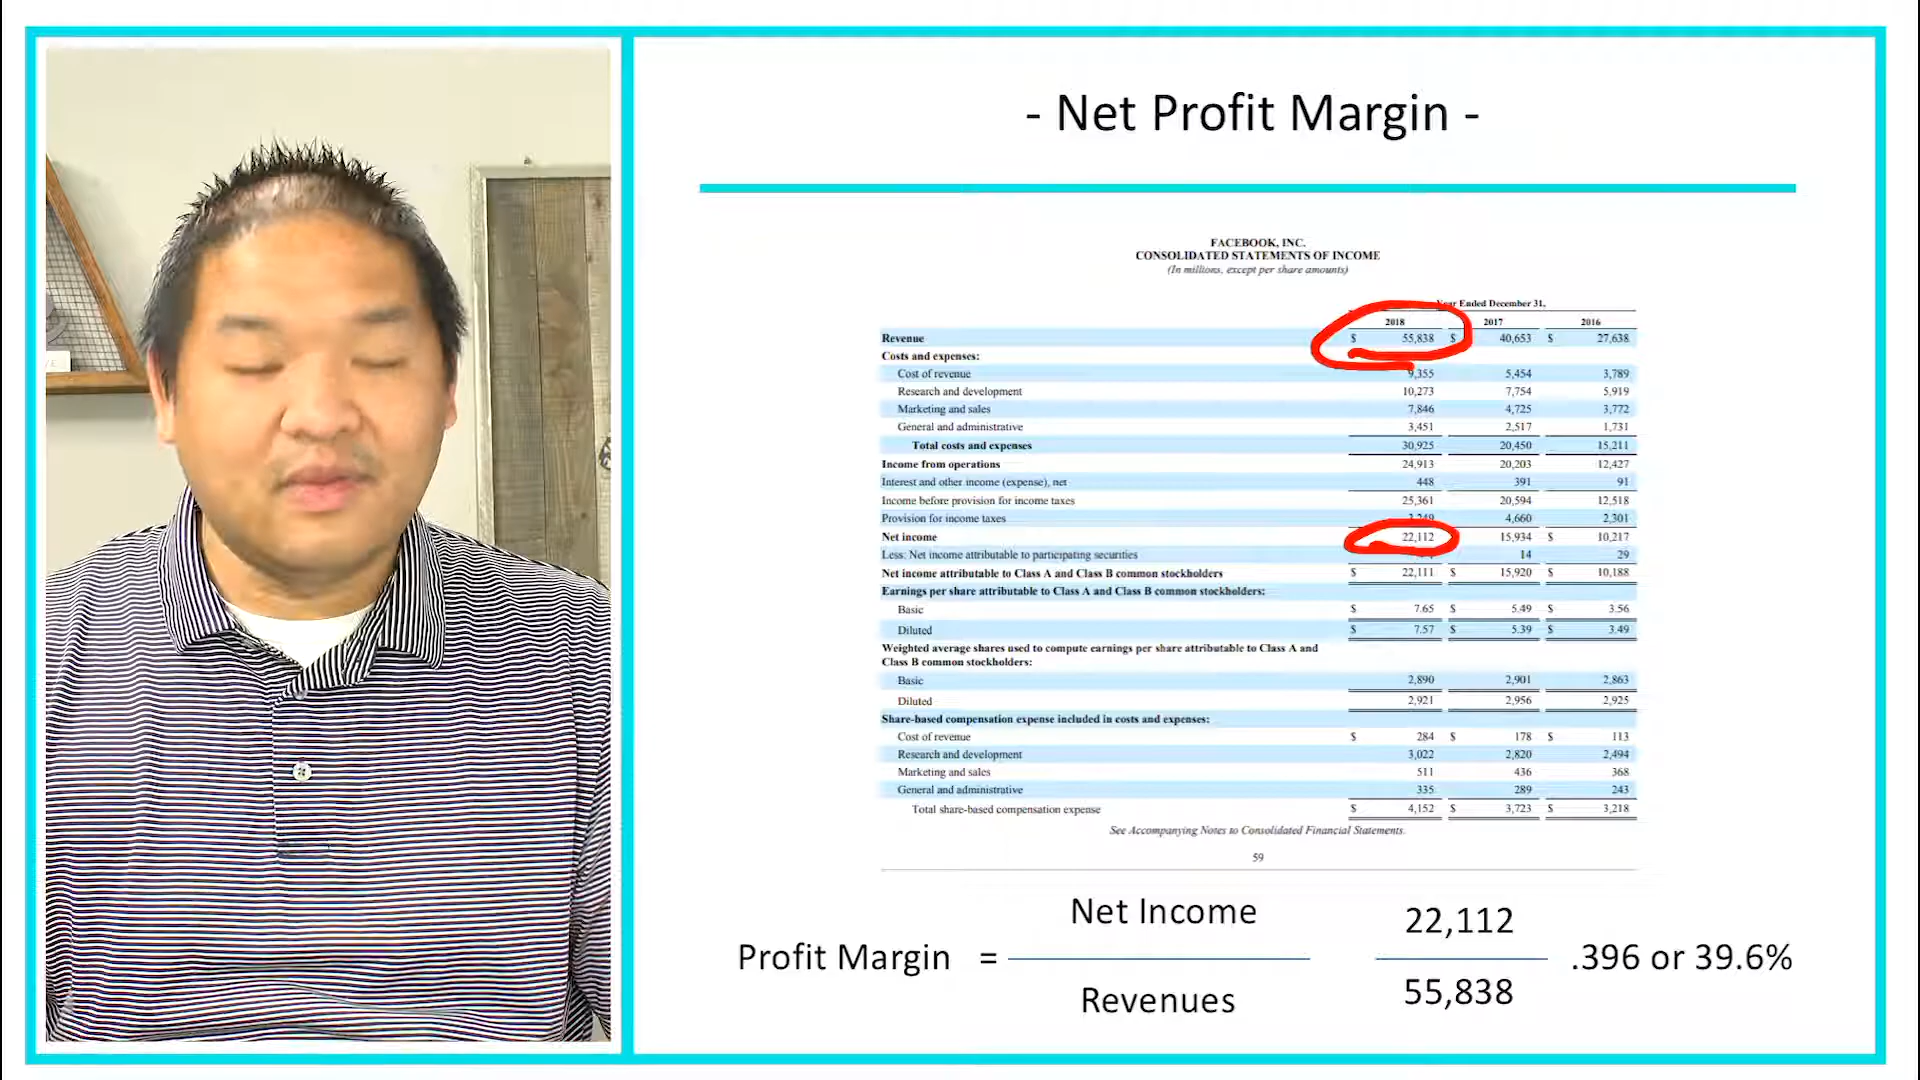 - Net Profit Margin -
FACEBOOK, INC.
CONSOLIDATED STATEMENTS OF INCOME
(In millions, except per share amounts)
Year Ended December 31,
2018 2017 2016
Revenue $ 55,838 $ 40,653 $ 27,638
Costs and expenses:
Cost of revenue 9,355 5,454 3,789
Research and development 10,273 7,754 5,919
Marketing and sales 7,846 4,725 3,772
General and administrative 3,451 2,517 1,731
Total costs and expenses 30,925 20,450 15,211
Income from operations 24,913 20,203 12,427
Interest and other income (expense), net 448 391 91
Income before provision for income taxes 25,361 20,594 12,518
Provision for income taxes 3,249 4,660 2,301
Net income 22,112 15,934 $ 10,217
Less: Net income attributable to participating securities 14 29
Net income attributable to Class A and Class B common stockholders $ 22,111 $ 15,920 $ 10,188
Earnings per share attributable to Class A and Class B common stockholders:
Basic $ 7.65 $ 5.49 $ 3.56
Diluted $ 7.57 $ 5.39 $ 3.49
Weighted average shares used to compute earnings per share attributable to Class A and
Class B common stockholders:
Basic 2,890 2,901 2,863
Diluted 2,921 2,956 2,925
Share-based compensation expense included in costs and expenses:
Cost of revenue $ 284 $ 178 $ 113
Research and development 3,022 2,820 2,494
Marketing and sales 511 436 368
General and administrative 335 289 243
Total share-based compensation expense $ 4,152 $ 3,723 $ 3,218
See Accompanying Notes to Consolidated Financial Statements.
59
Net Income 22,112
Profit Margin = .396 or 39.6%
Revenues 55,838